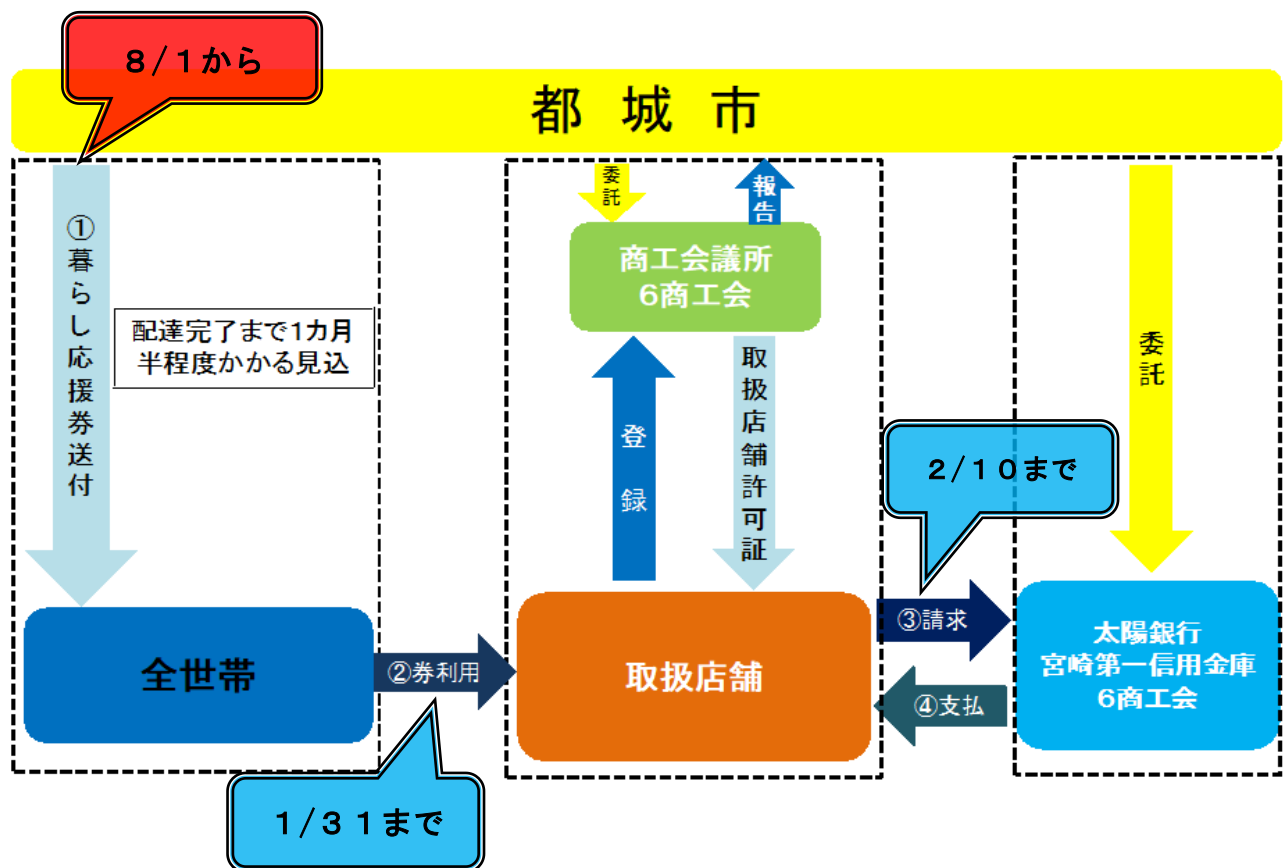 8/1から
都城市
①暮らし応援券送付
配達完了まで1カ月
半程度かかる見込
委託
報告
商工会議所
6商工会
登録
取扱店舗許可証
委託
2/10まで
全世帯
②券利用
取扱店舗
③請求
④支払
太陽銀行
宮崎第一信用金庫
6商工会
1/31まで